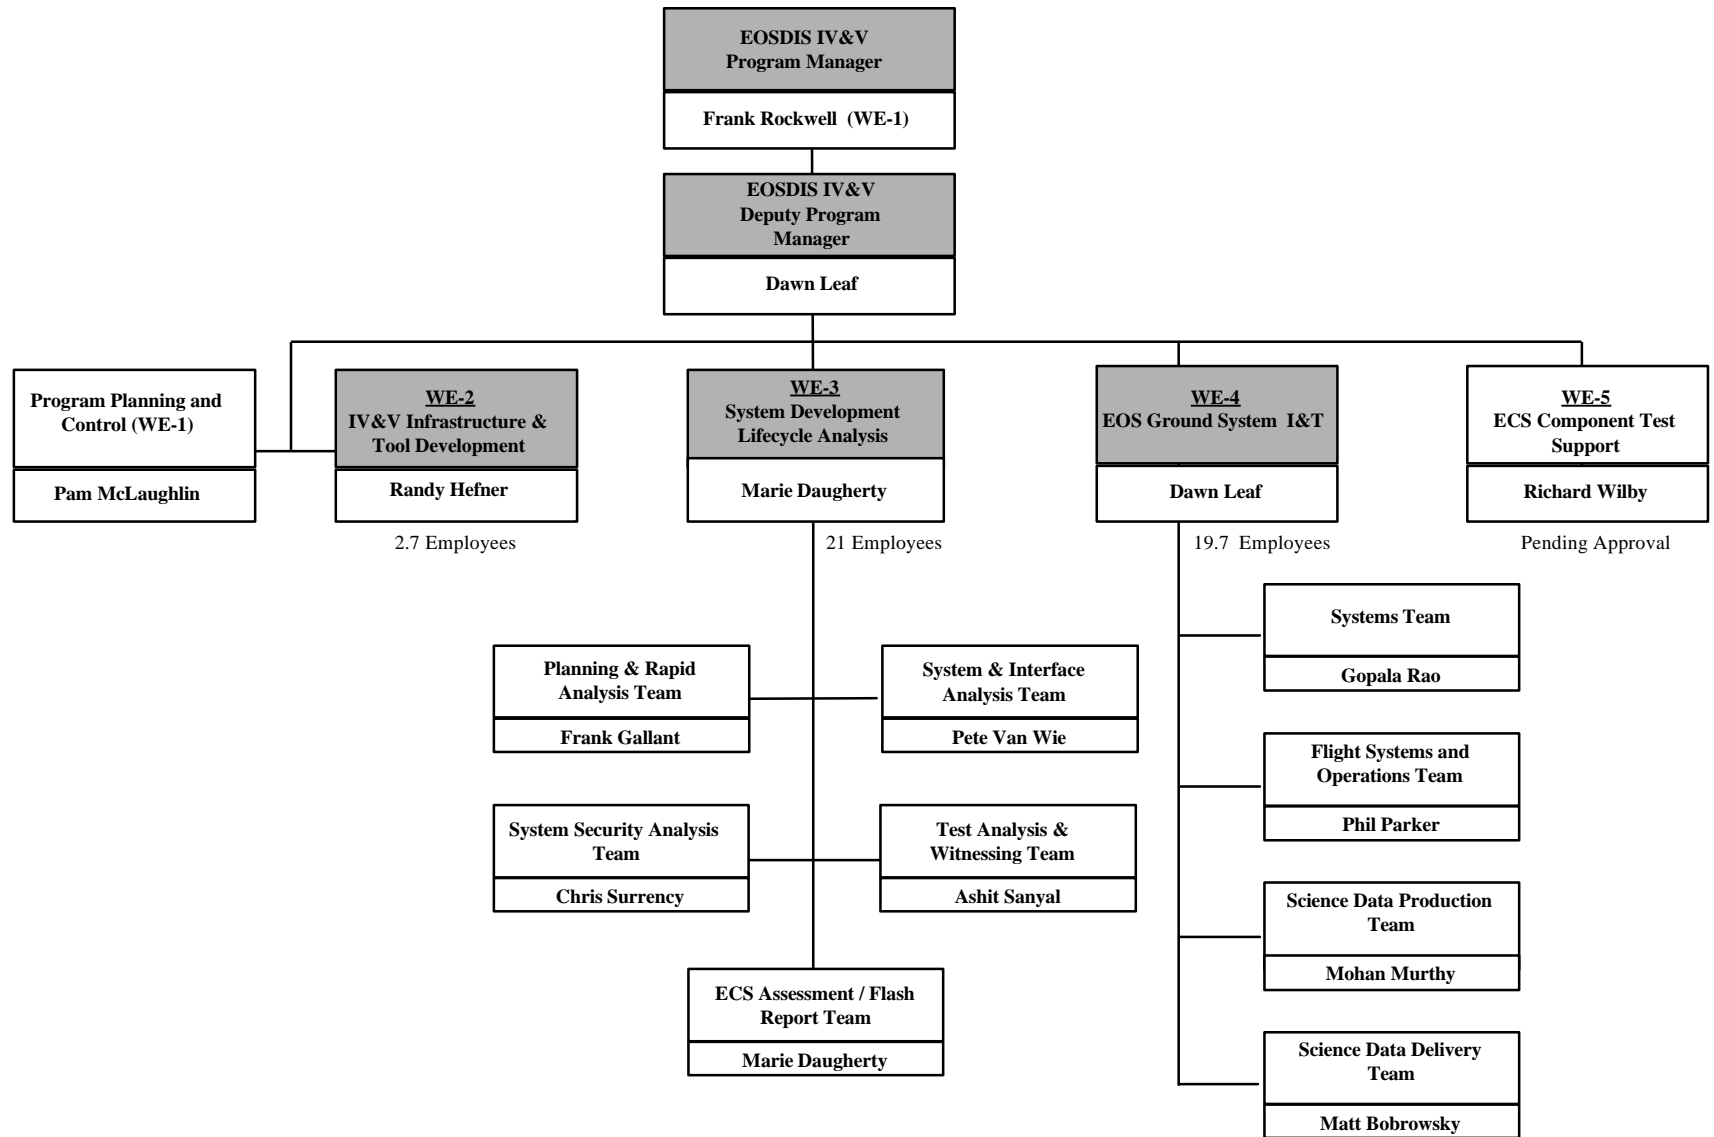 EOSDIS IV&V
Program Manager
Frank Rockwell (WE-1)
EOSDIS IV&V
Deputy Program
Manager
Dawn Leaf
Program Planning and
Control (WE-1)
Pam McLaughlin
WE-2
IV&V Infrastructure &
Tool Development
Randy Hefner
2.7 Employees
WE-3
System Development
Lifecycle Analysis
Marie Daugherty
21 Employees
WE-4
EOS Ground System I&T
Dawn Leaf
19.7 Employees
WE-5
ECS Component Test
Support
Richard Wilby
Pending Approval
Planning & Rapid
Analysis Team
Frank Gallant
System & Interface
Analysis Team
Pete Van Wie
System Security Analysis
Team
Chris Surrency
Test Analysis &
Witnessing Team
Ashit Sanyal
ECS Assessment / Flash
Report Team
Marie Daugherty
Systems Team
Gopala Rao
Flight Systems and
Operations Team
Phil Parker
Science Data Production
Team
Mohan Murthy
Science Data Delivery
Team
Matt Bobrowsky